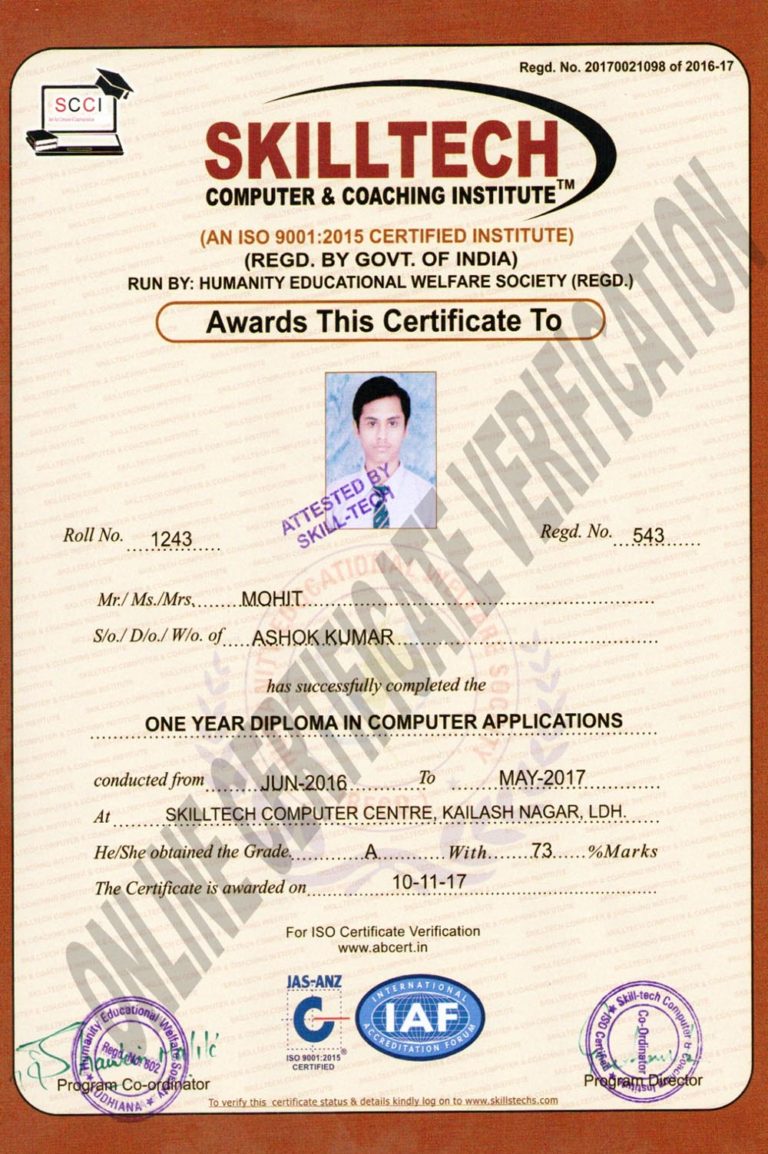 Regd. No. 20170021098 of 2016-17
SCCI
SKILLTECH
COMPUTER & COACHING INSTITUTE™
(AN ISO 9001:2015 CERTIFIED INSTITUTE)
(REGD. BY GOVT. OF INDIA)
RUN BY: HUMANITY EDUCATIONAL WELFARE SOCIETY (REGD.)
Awards This Certificate To
ATTESTED BY
SKILL-TECH
Roll No. 1243
Regd. No. 543
Mr./ Ms./Mrs. MOHIT
S/o./ D/o./ W/o. of ASHOK KUMAR
has successfully completed the
ONE YEAR DIPLOMA IN COMPUTER APPLICATIONS
conducted from JUN-2016 To MAY-2017
At SKILLTECH COMPUTER CENTRE, KAILASH NAGAR, LDH.
He/She obtained the Grade A With 73 %Marks
The Certificate is awarded on 10-11-17
ONLINE CERTIFICATE VERIFICATION
For ISO Certificate Verification
www.abcert.in
JAS-ANZ
ISO 9001:2015
CERTIFIED
INTERNATIONAL
IAF
ACCREDITATION FORUM
Humanity Educational Welfare Society
LUDHIANA
Program Co-ordinator
Skill-tech Computer & Coaching Institute
Co-Ordinator
Program Director
To verify this certificate status & details kindly log on to www.skillstechs.com